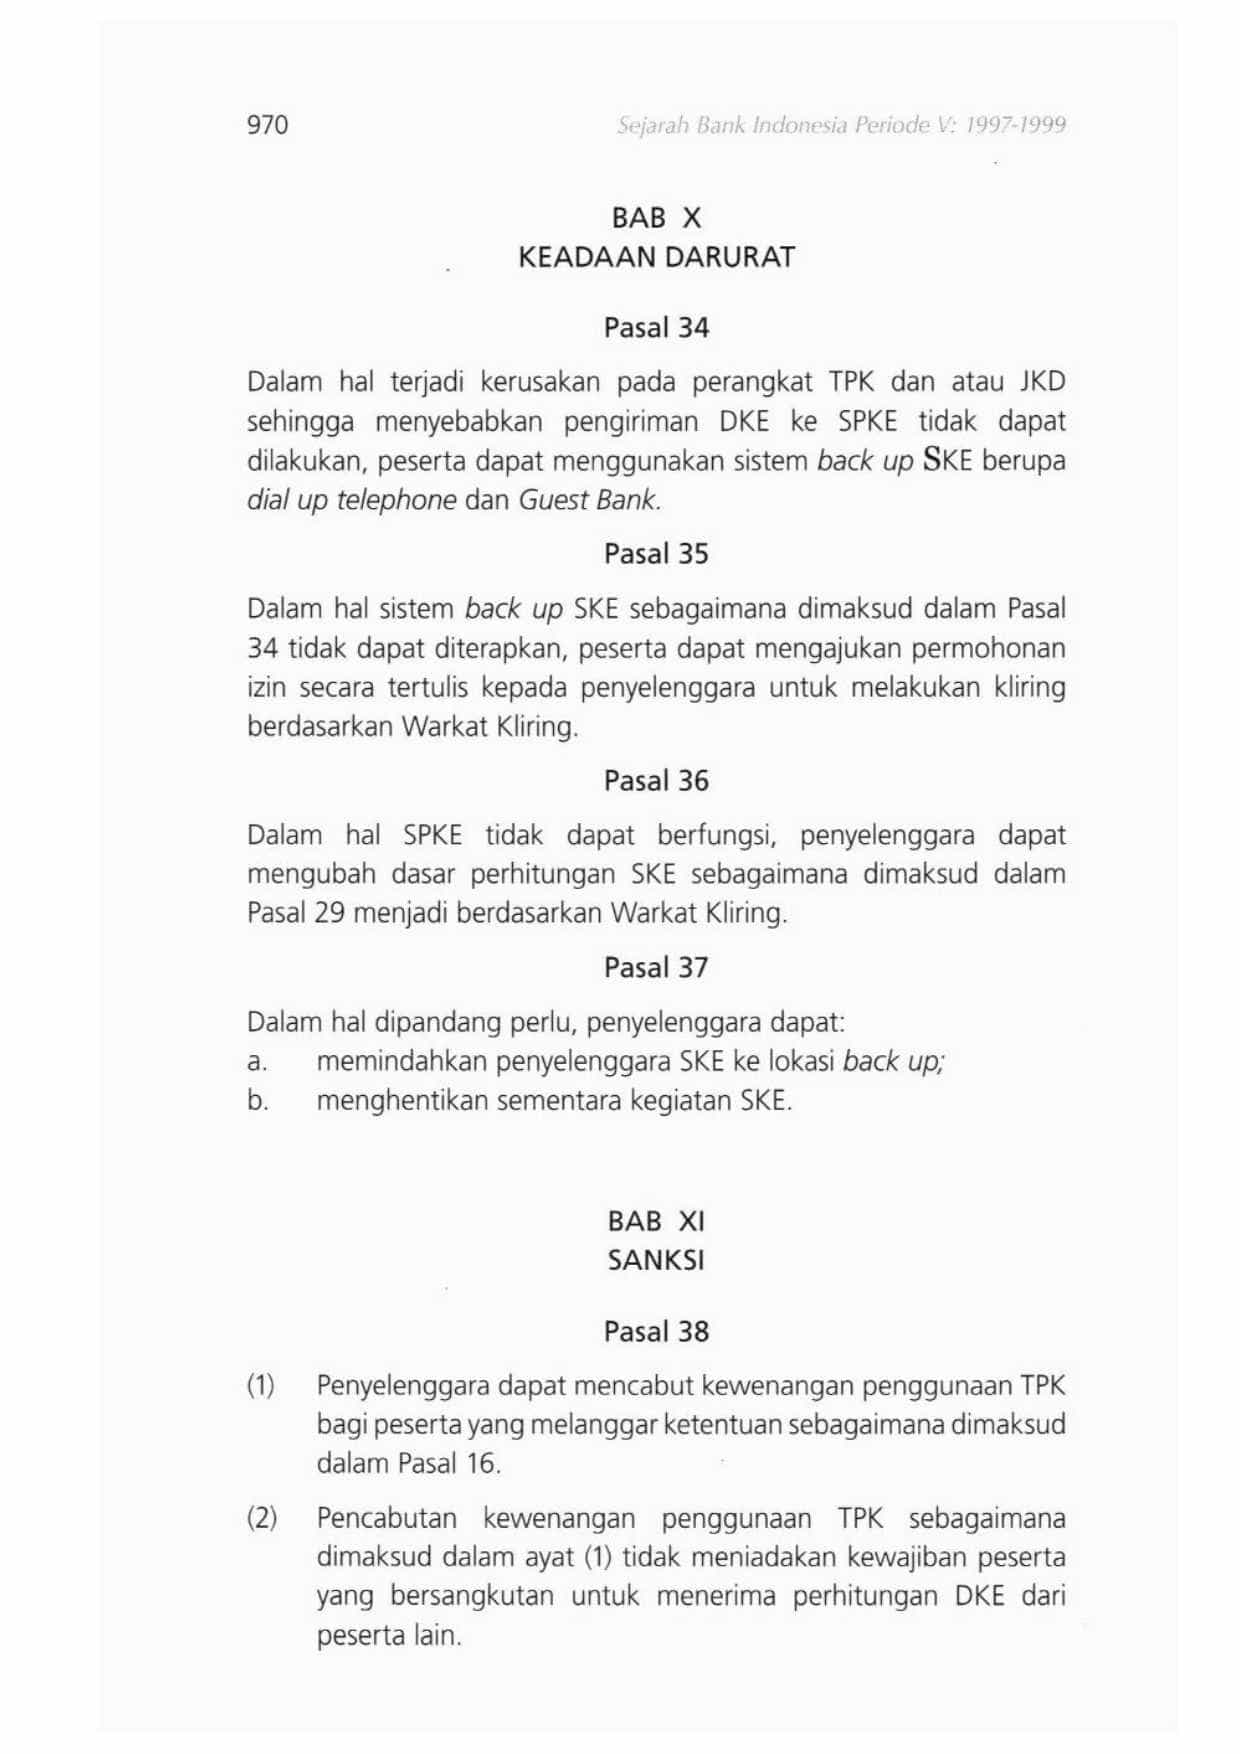 970
Sejarah Bank Indonesia Periode V: 1997-1999
BAB X
KEADAAN DARURAT
Pasal 34
Dalam hal terjadi kerusakan pada perangkat TPK dan atau JKD
sehingga menyebabkan pengiriman DKE ke SPKE tidak dapat
dilakukan, peserta dapat menggunakan sistem back up SKE berupa
dial up telephone dan Guest Bank.
Pasal 35
Dalam hal sistem back up SKE sebagaimana dimaksud dalam Pasal
34 tidak dapat diterapkan, peserta dapat mengajukan permohonan
izin secara tertulis kepada penyelenggara untuk melakukan kliring
berdasarkan Warkat Kliring.
Pasal 36
Dalam hal SPKE tidak dapat berfungsi, penyelenggara dapat
mengubah dasar perhitungan SKE sebagaimana dimaksud dalam
Pasal 29 menjadi berdasarkan Warkat Kliring.
Pasal 37
Dalam hal dipandang perlu, penyelenggara dapat:
a. memindahkan penyelenggara SKE ke lokasi back up;
b. menghentikan sementara kegiatan SKE.
BAB XI
SANKSI
Pasal 38
(1) Penyelenggara dapat mencabut kewenangan penggunaan TPK
bagi peserta yang melanggar ketentuan sebagaimana dimaksud
dalam Pasal 16.
(2) Pencabutan kewenangan penggunaan TPK sebagaimana
dimaksud dalam ayat (1) tidak meniadakan kewajiban peserta
yang bersangkutan untuk menerima perhitungan DKE dari
peserta lain.